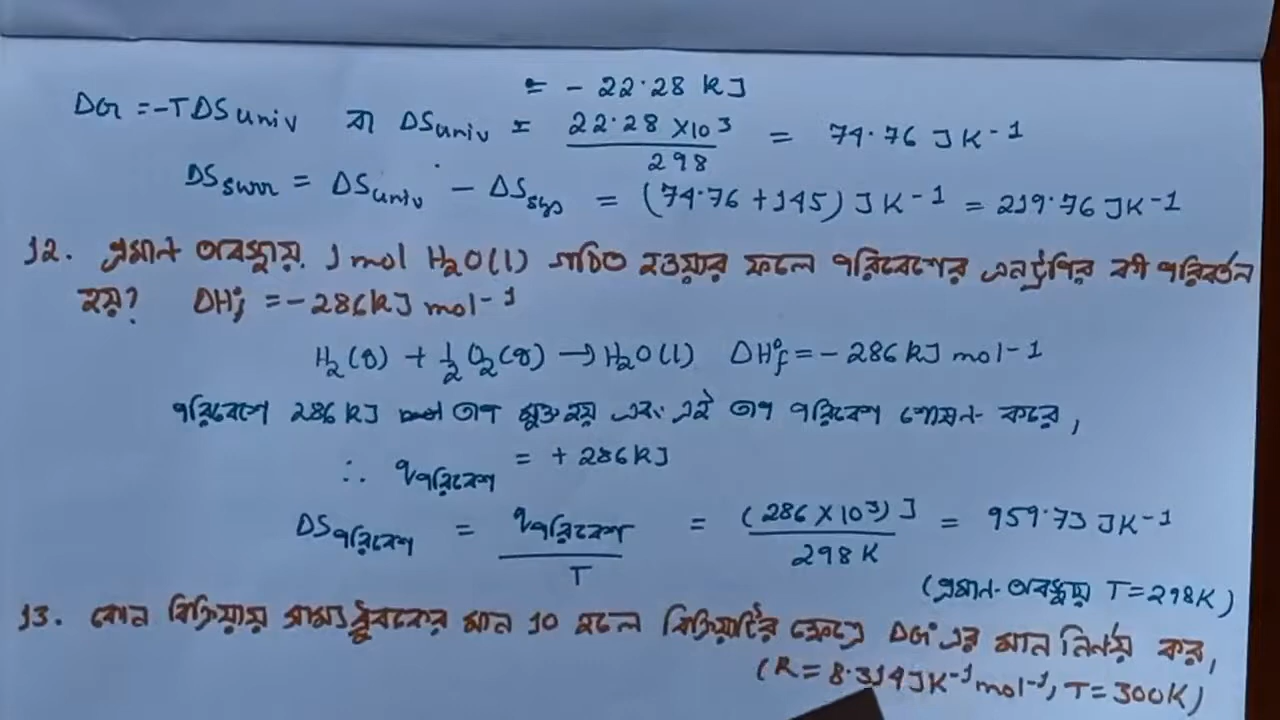 = - 22.28 kJ
ΔG = -TΔSuniv বা ΔSuniv = 22.28 × 10³ / 298 = 74.76 JK⁻¹
ΔSsurr = ΔSuniv - ΔSsys = (74.76 + 145) JK⁻¹ = 219.76 JK⁻¹
12. প্রমাণ অবস্থায় 1 mol H₂O(l) গঠিত হওয়ার ফলে পরিবেশের এনট্রপির কী পরিবর্তন
হয়? ΔH°f = -286 kJ mol⁻¹
H₂(g) + ½O₂(g) → H₂O(l) ΔH°f = - 286 kJ mol⁻¹
পরিবেশে 286 kJ তাপ মুক্ত হয় এবং এই তাপ পরিবেশ শোষণ করে,
∴ qপরিবেশ = + 286 kJ
ΔSপরিবেশ = qপরিবেশ / T = (286 × 10³) J / 298 K = 959.73 JK⁻¹
(প্রমাণ অবস্থায় T = 298K)
13. কোন বিক্রিয়ায় সাম্যধ্রুবকের মান 10 হলে বিক্রিয়াটির ক্ষেত্রে ΔG° এর মান নির্ণয় কর,
(R = 8.314 JK⁻¹ mol⁻¹, T = 300K)